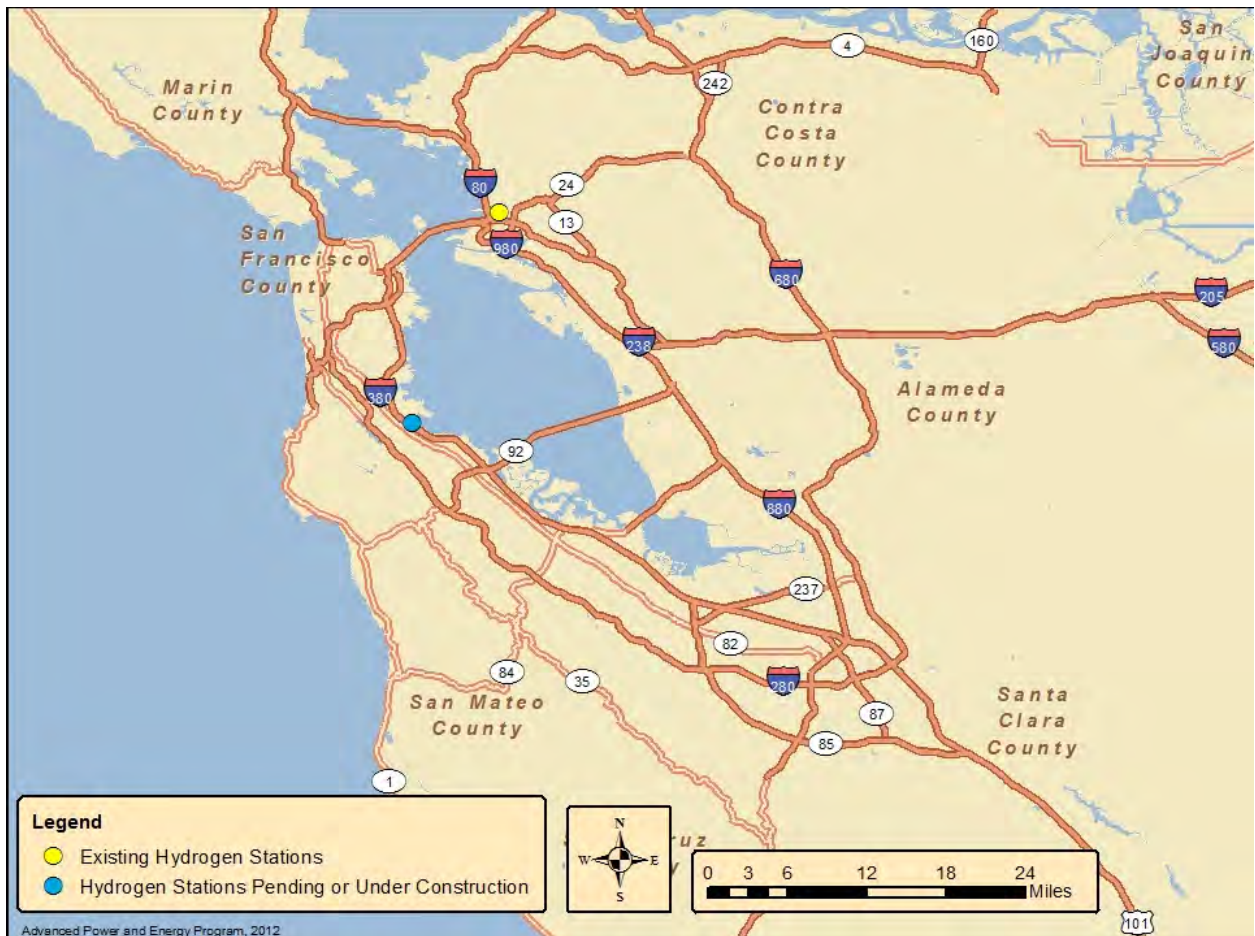 San
Joaquin
County
160
4
242
Marin
County
Contra
Costa
County
80
24
13
San
Francisco
County
980
680
205
238
580
380
Alameda
County
92
880
237
82
84
35
280
San Mateo
County
Santa
Clara
County
87
85
1
Legend
Existing Hydrogen Stations
Hydrogen Stations Pending or Under Construction
N
W E
S
ruz
0 3 6 12 18 24
Miles
101
Advanced Power and Energy Program, 2012